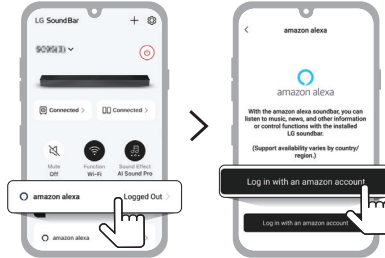 LG Sound Bar
Connected >
Connected >
Mute
Off
Function
Wi-Fi
Sound Effect
AI Sound Pro
amazon alexa
Logged Out >
amazon alexa
>
< amazon alexa
amazon alexa
With the amazon alexa soundbar, you can
listen to music, news, and other information
or control functions with the installed
LG soundbar.
(Support availability varies by country/
region.)
Log in with an amazon account
Log in with an amazon account